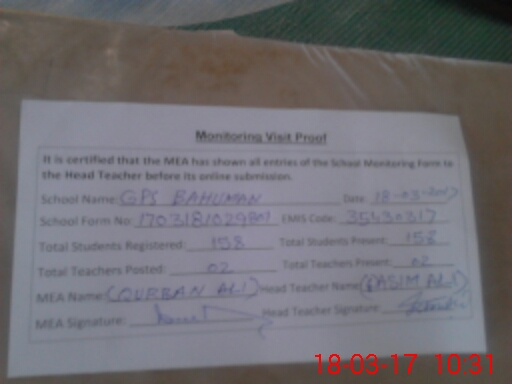 Monitoring Visit Proof
It is certified that the MEA has shown all entries of the School Monitoring Form to
the Head Teacher before its online submission.
School Name: GPS BAHUMAN Date: 18-03-2017
School Form No: EMIS Code: 35430317
Total Students Registered: 158 Total Students Present: 158
Total Teachers Posted: 02 Total Teachers Present: 02
MEA Name: (QURBAN ALI) Head Teacher Name: (QASIM ALI)
MEA Signature: Head Teacher Signature:
18-03-17 10:31